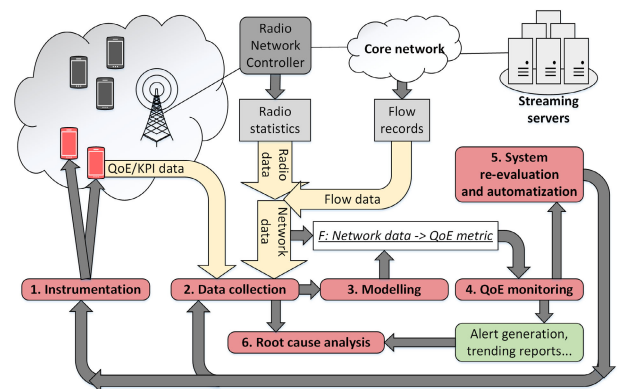 Radio
Network
Controller
Core network
Streaming
servers
Radio
statistics
Flow
records
Radio
data
QoE/KPI data
Flow data
5. System
re-evaluation
and automatization
Network
data
F: Network data -> QoE metric
1. Instrumentation
2. Data collection
3. Modelling
4. QoE monitoring
6. Root cause analysis
Alert generation,
trending reports...